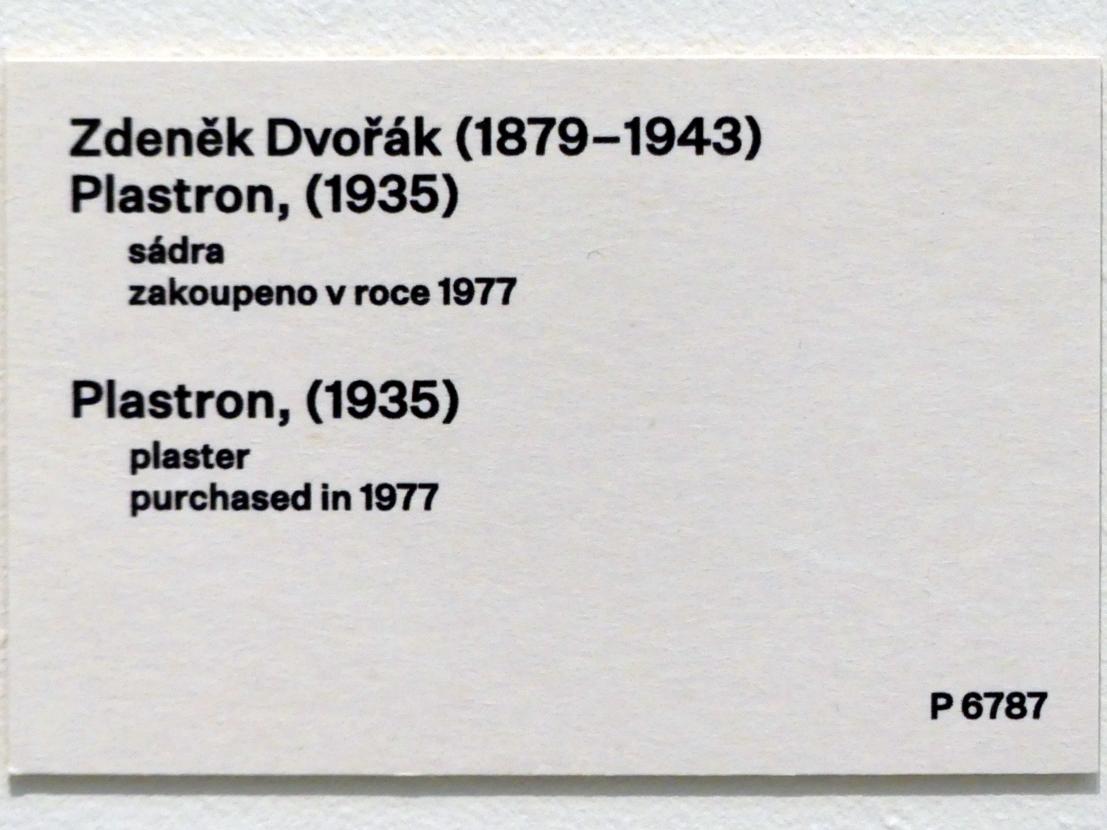 Zdeněk Dvořák (1879–1943)
Plastron, (1935)
sádra
zakoupeno v roce 1977
Plastron, (1935)
plaster
purchased in 1977
P 6787